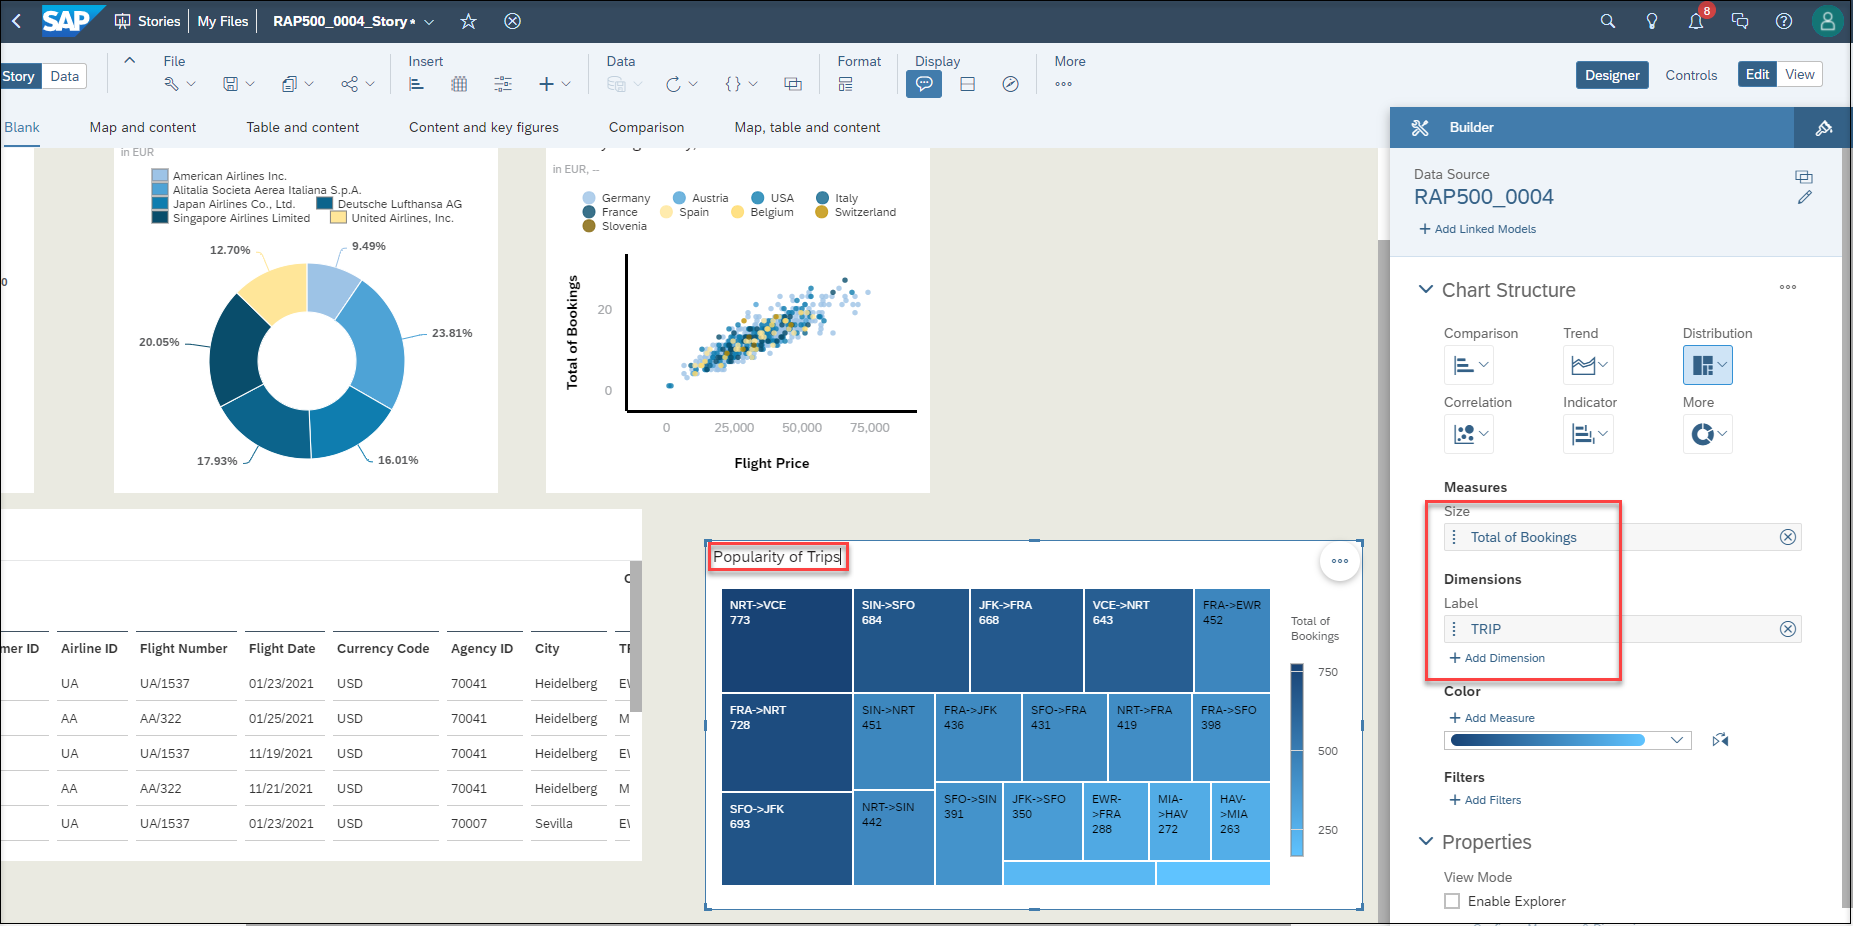 SAP Stories My Files RAP500_0004_Story* 8
Story Data File Insert Data Format Display More Designer Controls Edit View
Blank Map and content Table and content Content and key figures Comparison Map, table and content
in EUR
American Airlines Inc.
Alitalia Societa Aerea Italiana S.p.A.
Japan Airlines Co., Ltd. Deutsche Lufthansa AG
Singapore Airlines Limited United Airlines, Inc.
12.70% 9.49%
23.81%
20.05%
17.93% 16.01%
in EUR, --
Germany Austria USA Italy
France Spain Belgium Switzerland
Slovenia
Total of Bookings
20
0
0 25,000 50,000 75,000
Flight Price
mer ID Airline ID Flight Number Flight Date Currency Code Agency ID City
UA UA/1537 01/23/2021 USD 70041 Heidelberg
AA AA/322 01/25/2021 USD 70041 Heidelberg
UA UA/1537 11/19/2021 USD 70041 Heidelberg
AA AA/322 11/21/2021 USD 70041 Heidelberg
UA UA/1537 01/23/2021 USD 70007 Sevilla
Popularity of Trips
NRT->VCE
773
SIN->SFO
684
JFK->FRA
668
VCE->NRT
643
FRA->EWR
452
FRA->NRT
728
SIN->NRT
451
FRA->JFK
436
SFO->FRA
431
NRT->FRA
419
FRA->SFO
398
SFO->JFK
693
NRT->SIN
442
SFO->SIN
391
JFK->SFO
350
EWR-
>FRA
288
MIA-
>HAV
272
HAV-
>MIA
263
Total of
Bookings
750
500
250
Builder
Data Source
RAP500_0004
+ Add Linked Models
Chart Structure
Comparison Trend Distribution
Correlation Indicator More
Measures
Size
Total of Bookings
Dimensions
Label
TRIP
+ Add Dimension
Color
+ Add Measure
Filters
+ Add Filters
Properties
View Mode
Enable Explorer